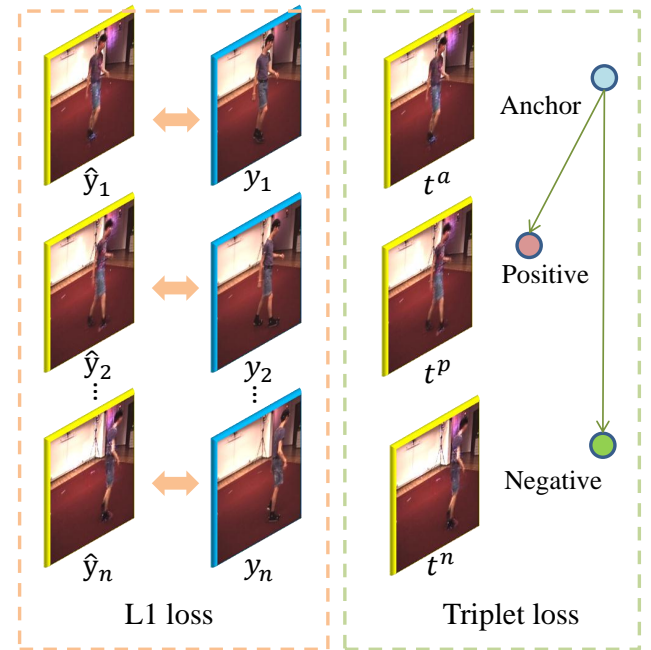 ŷ₁
y₁
tᵃ
Anchor
ŷ₂
y₂
tᵖ
Positive
⋮
⋮
ŷₙ
yₙ
tⁿ
Negative
L1 loss
Triplet loss